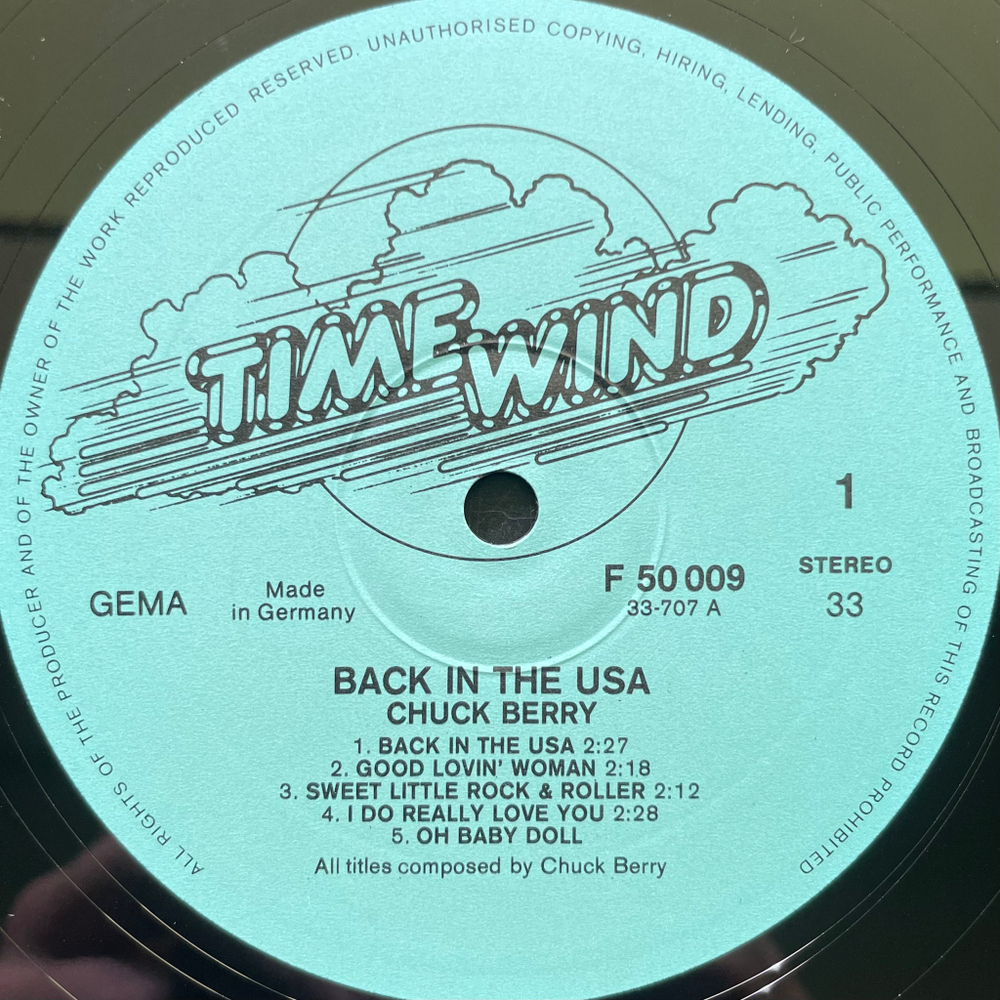 ALL RIGHTS OF THE PRODUCER AND OF THE OWNER OF THE WORK REPRODUCED RESERVED. UNAUTHORISED COPYING, HIRING, LENDING, PUBLIC PERFORMANCE AND BROADCASTING OF THIS RECORD PROHIBITED
TIME WIND
1
STEREO
33
GEMA
Made
in Germany
F 50 009
33-707 A
BACK IN THE USA
CHUCK BERRY
1. BACK IN THE USA 2:27
2. GOOD LOVIN' WOMAN 2:18
3. SWEET LITTLE ROCK & ROLLER 2:12
4. I DO REALLY LOVE YOU 2:28
5. OH BABY DOLL
All titles composed by Chuck Berry